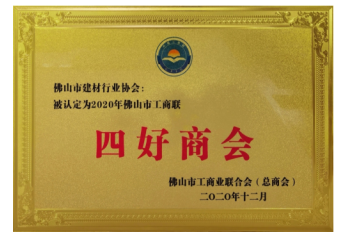 佛山市建材行业协会：
被认定为2020年佛山市工商联
四好商会
佛山市工商业联合会（总商会）
二〇二〇年十二月